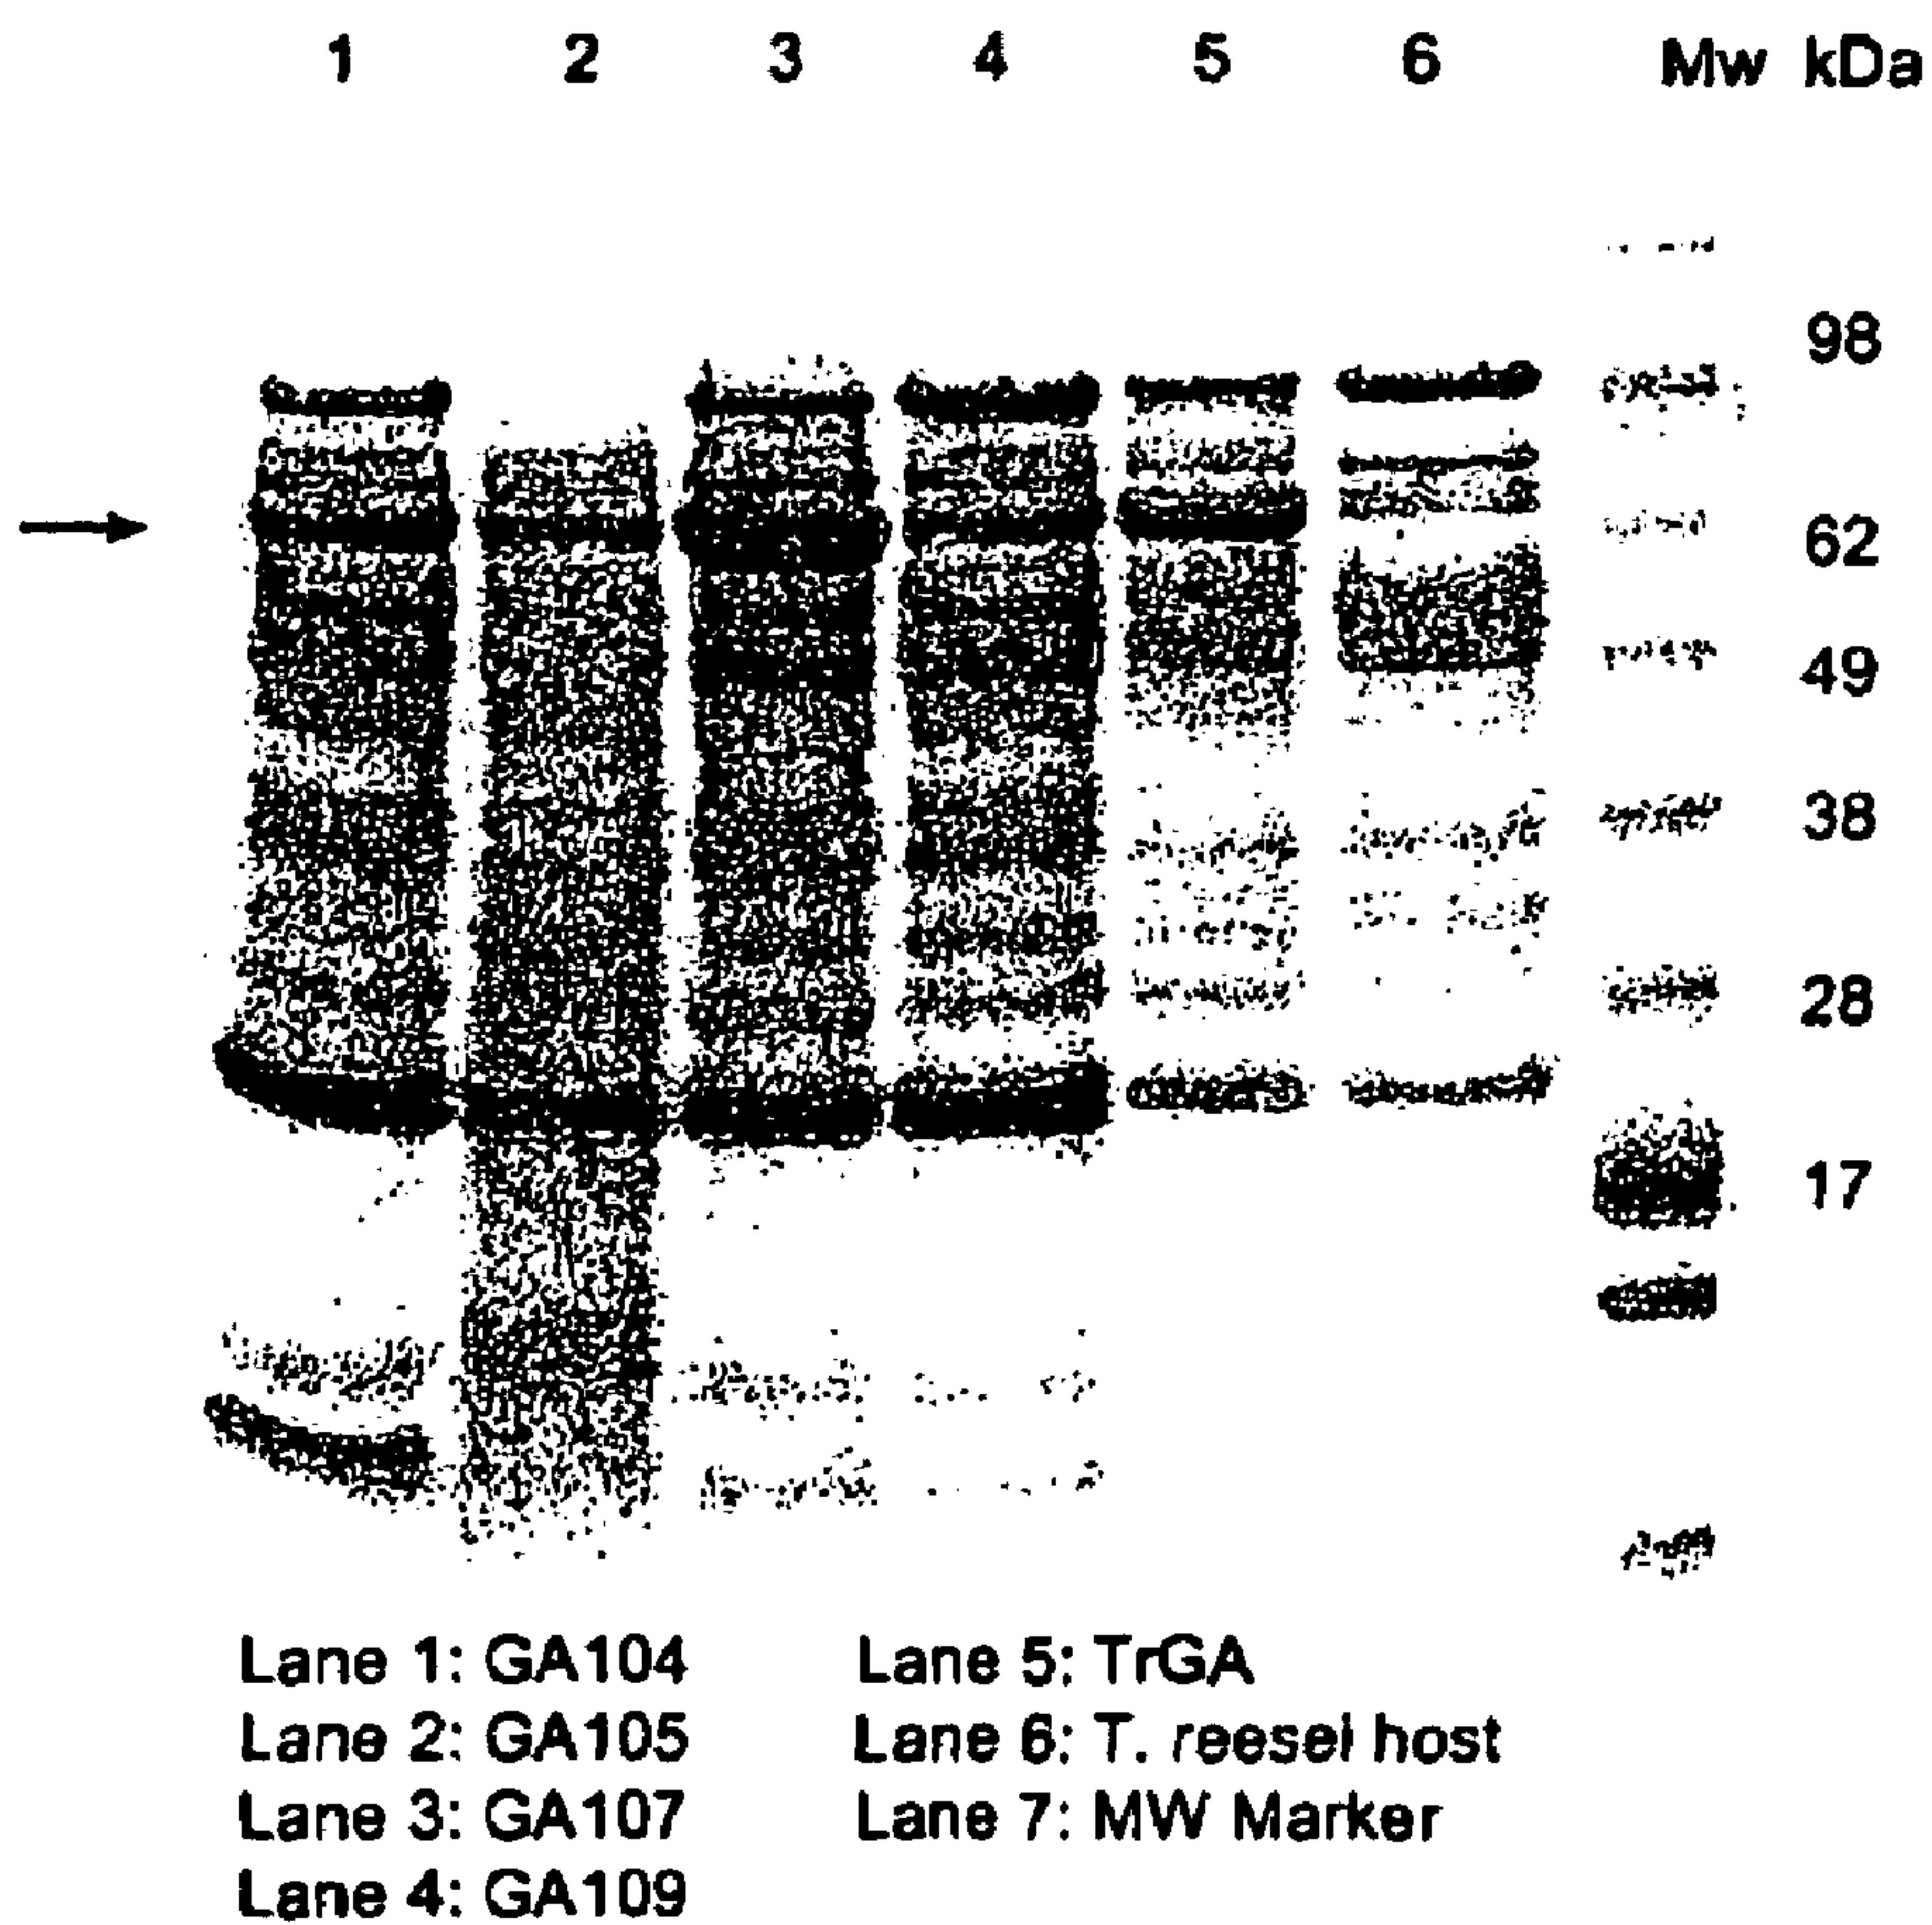 1 2 3 4 5 6 Mw kDa
98
62
49
38
28
17
Lane 1: GA104
Lane 2: GA105
Lane 3: GA107
Lane 4: GA109
Lane 5: TrGA
Lane 6: T. reesei host
Lane 7: MW Marker